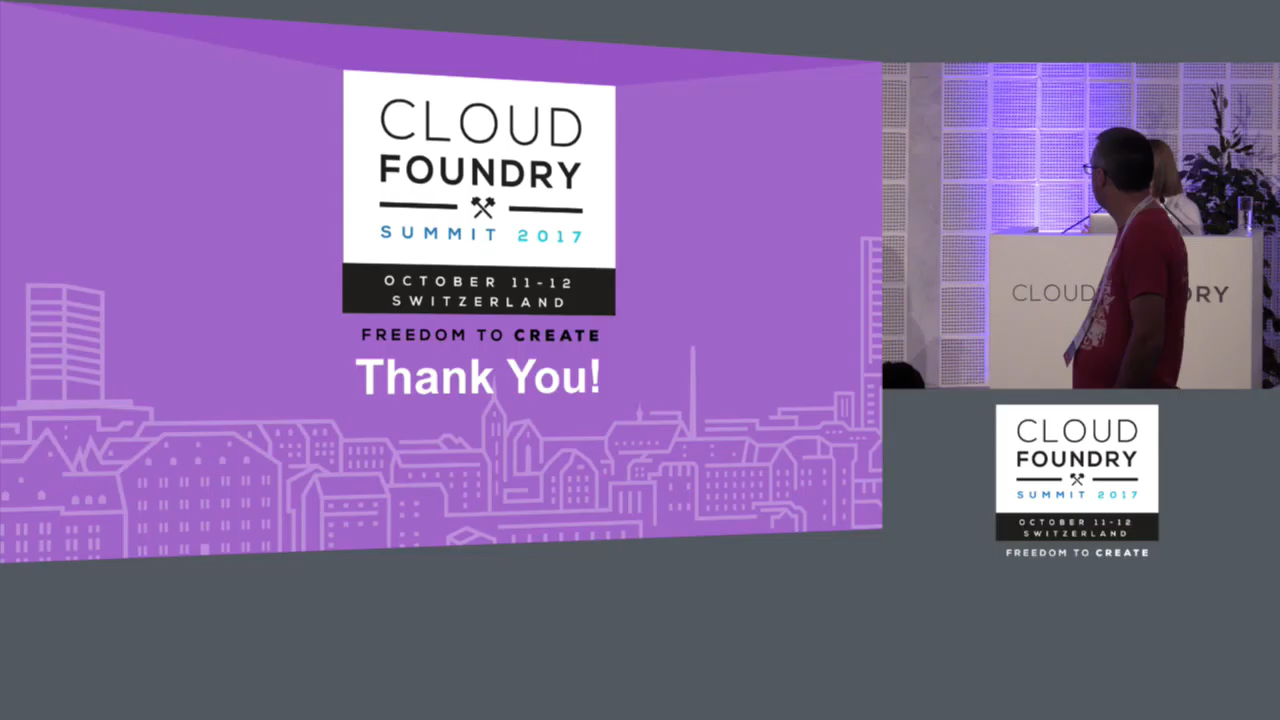 CLOUD
FOUNDRY
SUMMIT 2017
OCTOBER 11-12
SWITZERLAND
FREEDOM TO CREATE
Thank You!
CLOUD
RY
CLOUD
FOUNDRY
SUMMIT 2017
OCTOBER 11-12
SWITZERLAND
FREEDOM TO CREATE